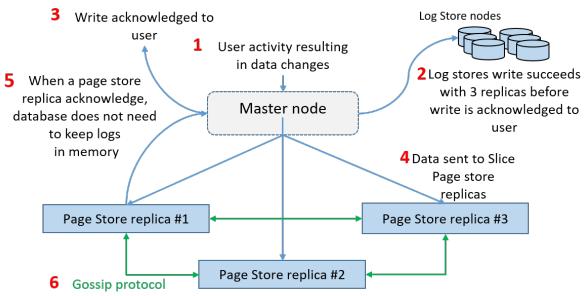 3 Write acknowledged to
user
1 User activity resulting
in data changes
Log Store nodes
2 Log stores write succeeds
with 3 replicas before
write is acknowledged to
user
5 When a page store
replica acknowledge,
database does not need
to keep logs
in memory
Master node
4 Data sent to Slice
Page store
replicas
Page Store replica #1
Page Store replica #3
Page Store replica #2
6 Gossip protocol